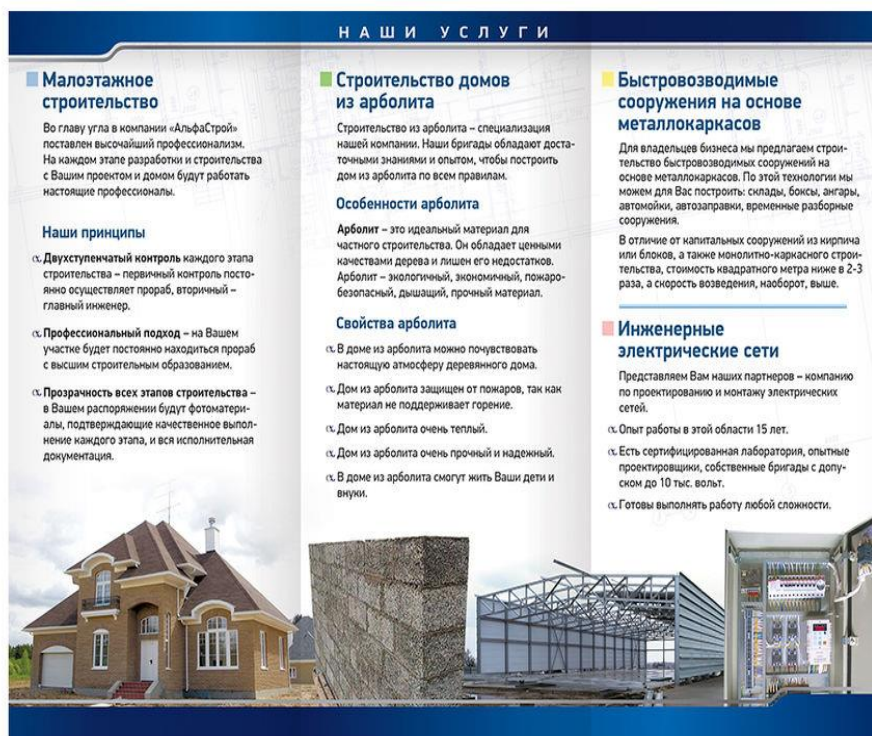 НАШИ УСЛУГИ
Малоэтажное
строительство
Во главу угла в компании «АльфаСтрой»
поставлен высочайший профессионализм.
На каждом этапе разработки и строительства
с Вашим проектом и домом будут работать
настоящие профессионалы.
Наши принципы
Двухступенчатый контроль каждого этапа
строительства – первичный контроль посто-
янно осуществляет прораб, вторичный –
главный инженер.
Профессиональный подход – на Вашем
участке будет постоянно находиться прораб
с высшим строительным образованием.
Прозрачность всех этапов строительства –
в Вашем распоряжении будут фотоматери-
алы, подтверждающие качественное выпол-
нение каждого этапа, и вся исполнительная
документация.
Строительство домов
из арболита
Строительство из арболита – специализация
нашей компании. Наши бригады обладают доста-
точными знаниями и опытом, чтобы построить
дом из арболита по всем правилам.
Особенности арболита
Арболит – это идеальный материал для
частного строительства. Он обладает ценными
качествами дерева и лишен его недостатков.
Арболит – экологичный, экономичный, пожаро-
безопасный, дышащий, прочный материал.
Свойства арболита
В доме из арболита можно почувствовать
настоящую атмосферу деревянного дома.
Дом из арболита защищен от пожаров, так как
материал не поддерживает горение.
Дом из арболита очень теплый.
Дом из арболита очень прочный и надежный.
В доме из арболита смогут жить Ваши дети и
внуки.
Быстровозводимые
сооружения на основе
металлокаркасов
Для владельцев бизнеса мы предлагаем строи-
тельство быстровозводимых сооружений на
основе металлокаркасов. По этой технологии мы
можем для Вас построить: склады, боксы, ангары,
автомойки, автозаправки, временные разборные
сооружения.
В отличие от капитальных сооружений из кирпича
или блоков, а также монолитно-каркасного строи-
тельства, стоимость квадратного метра ниже в 2-3
раза, а скорость возведения, наоборот, выше.
Инженерные
электрические сети
Представляем Вам наших партнеров – компанию
по проектированию и монтажу электрических
сетей.
Опыт работы в этой области 15 лет.
Есть сертифицированная лаборатория, опытные
проектировщики, собственные бригады с допу-
ском до 10 тыс. вольт.
Готовы выполнять работу любой сложности.